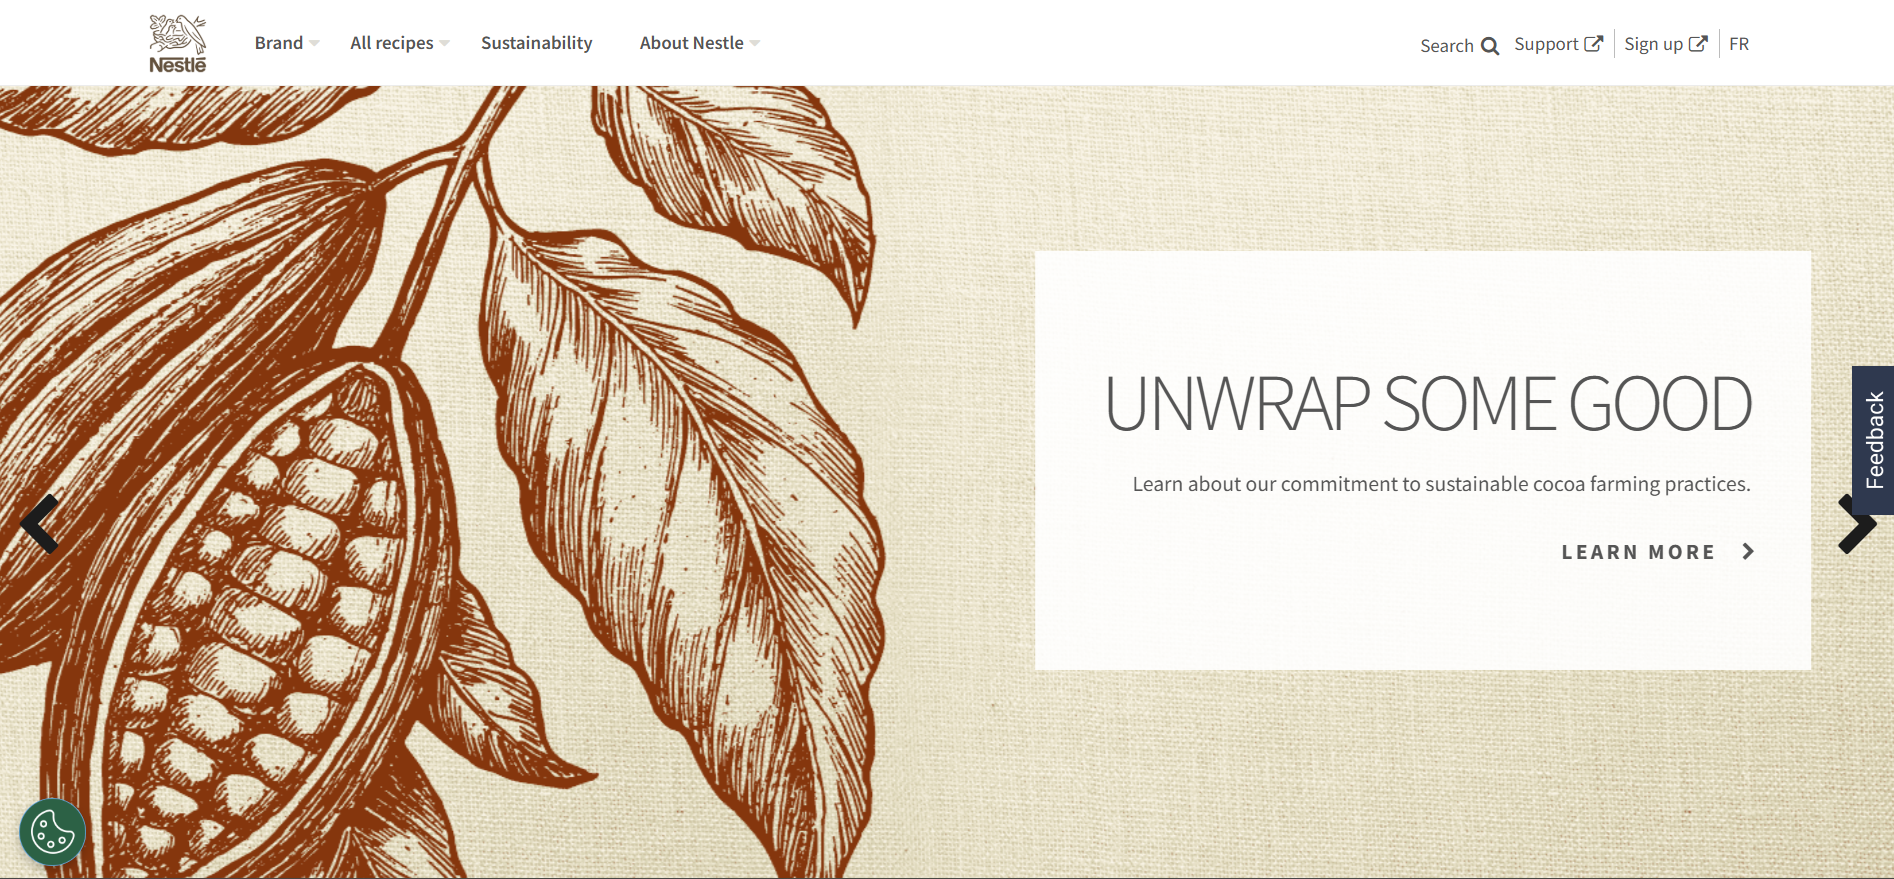 Nestlé
Brand
All recipes
Sustainability
About Nestle
Search
Support
Sign up
FR
UNWRAP SOME GOOD
Learn about our commitment to sustainable cocoa farming practices.
LEARN MORE
Feedback